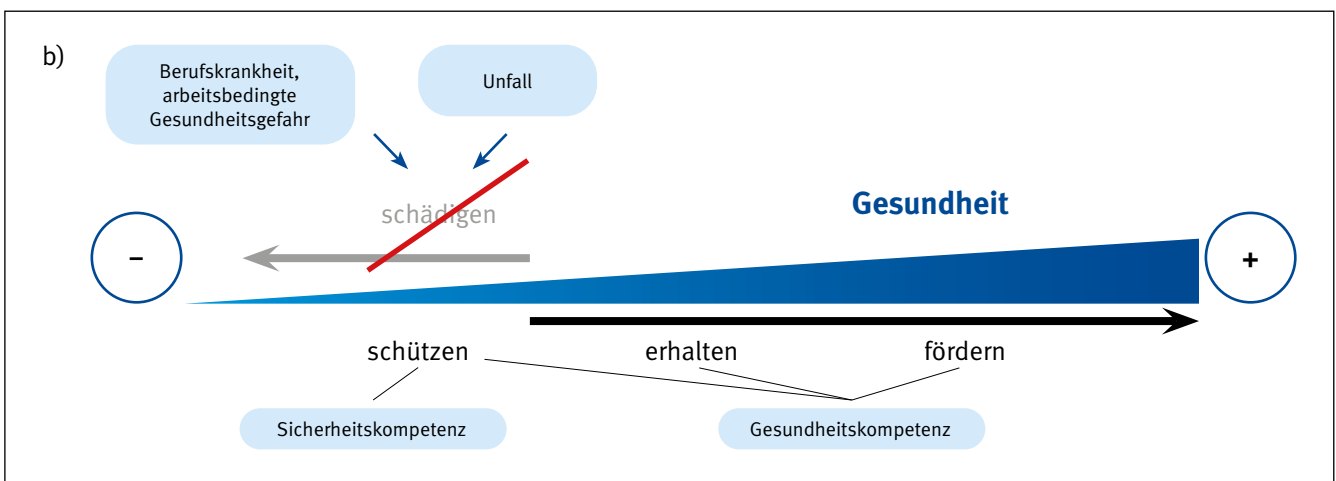 b)
Berufskrankheit,
arbeitsbedingte
Gesundheitsgefahr
Unfall
schädigen
Gesundheit
–
+
schützen
erhalten
fördern
Sicherheitskompetenz
Gesundheitskompetenz